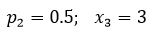 p₂ = 0.5;   x₃ = 3